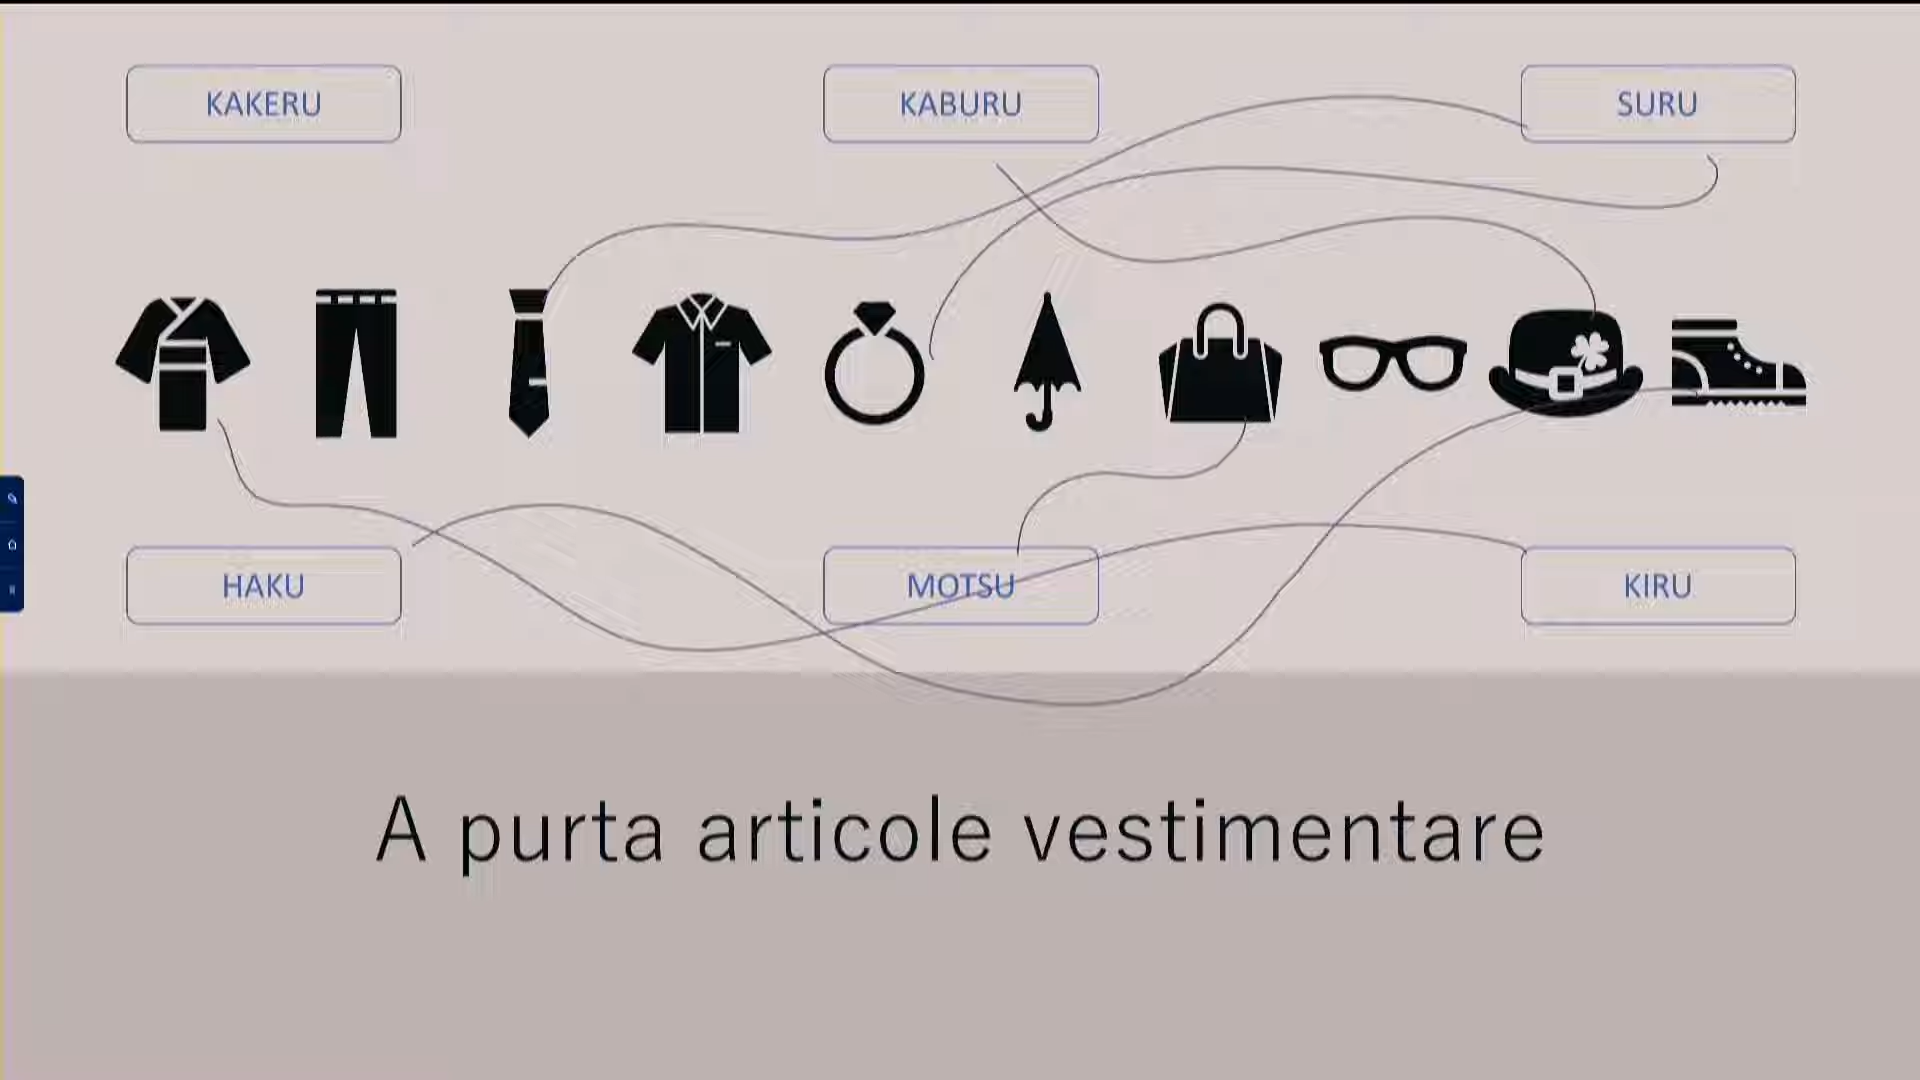 KAKERU
KABURU
SURU
HAKU
MOTSU
KIRU
A purta articole vestimentare